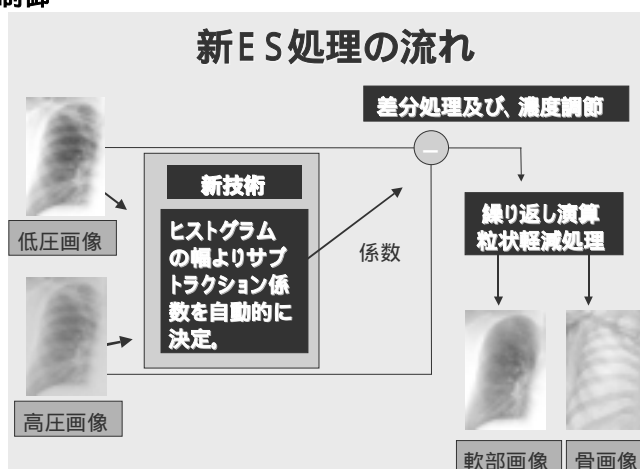 制御
新ES処理の流れ
差分処理及び、濃度調節
−
新技術
ヒストグラム
の幅よりサブ
トラクション係
数を自動的に
決定。
係数
繰り返し演算
粒状軽減処理
低圧画像
高圧画像
軟部画像
骨画像